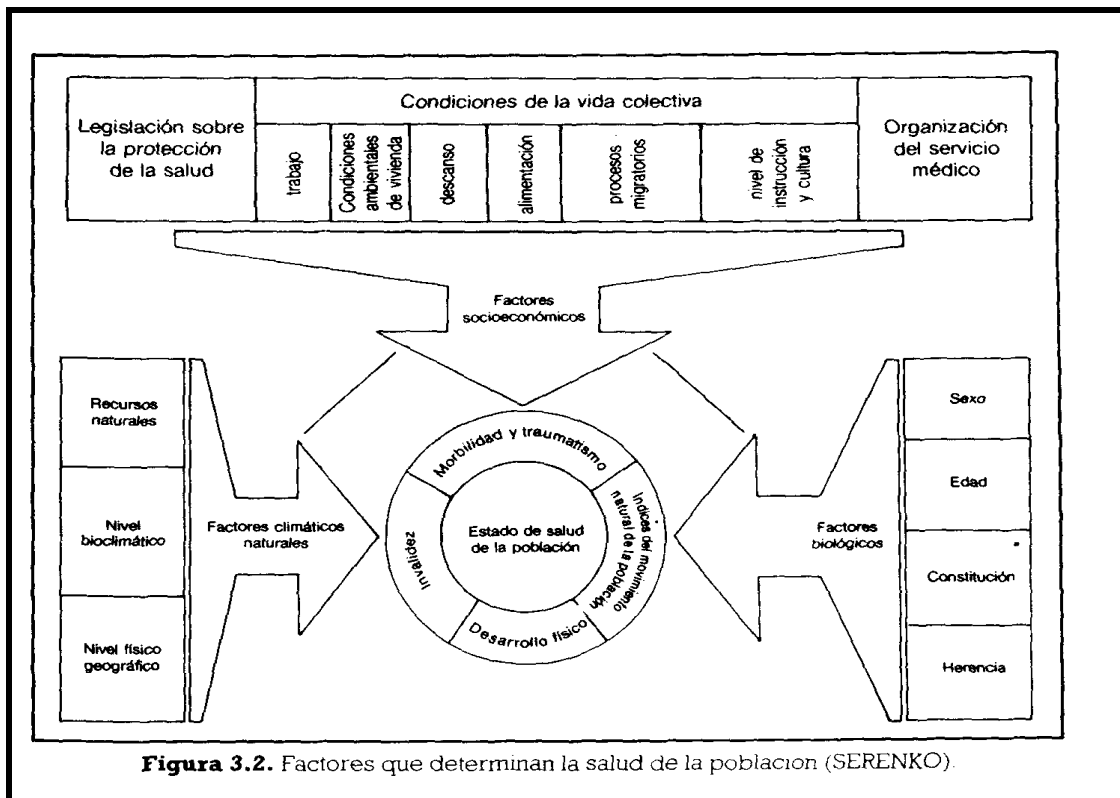 Legislación sobre
la protección
de la salud
Condiciones de la vida colectiva
trabajo
Condiciones
ambientales
de vivienda
descanso
alimentación
procesos
migratorios
nivel de
instrucción
y cultura
Organización
del servicio
médico
Factores
socioeconómicos
Recursos
naturales
Nivel
bioclimático
Nivel físico
geográfico
Factores climáticos
naturales
Morbilidad y traumatismo
Invalidez
Estado de salud
de la población
Indices del movimiento
natural de la población
Desarrollo físico
Factores
biológicos
Sexo
Edad
Constitución
Herencia
Figura 3.2. Factores que determinan la salud de la poblacion (SERENKO).